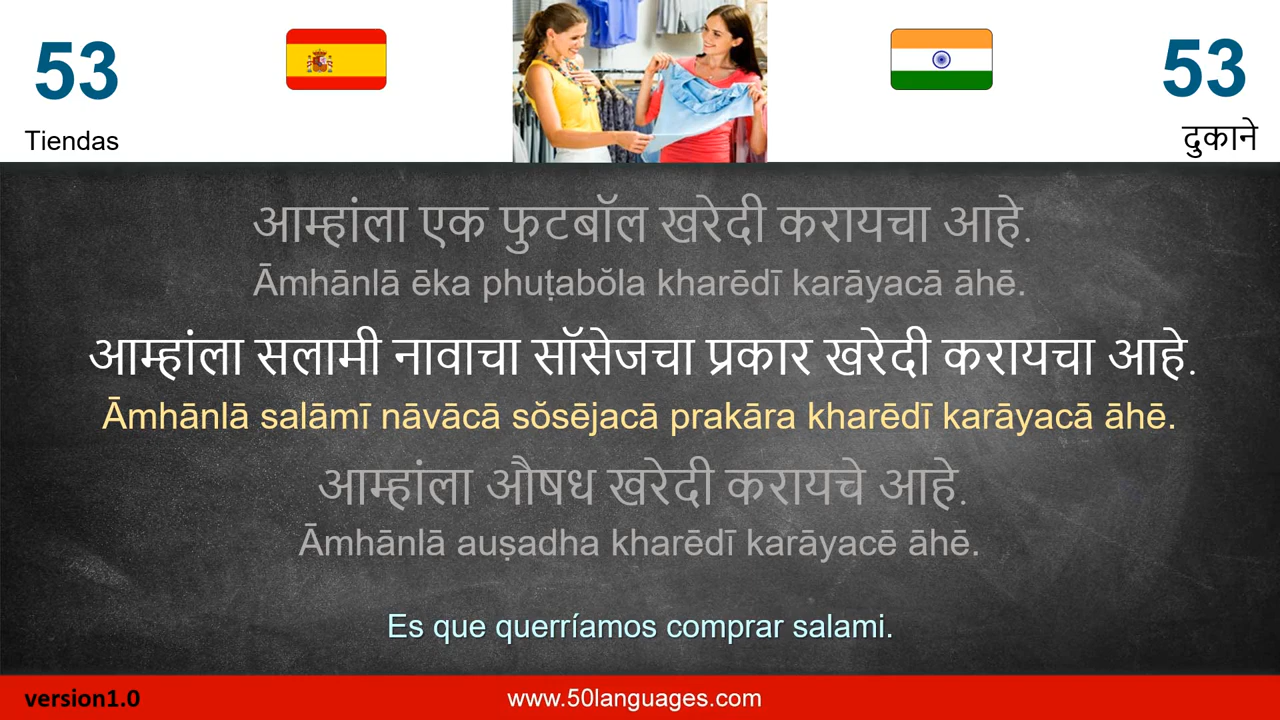 53
53
Tiendas
दुकाने
आम्हांला एक फुटबॉल खरेदी करायचा आहे.
Āmhānlā ēka phuṭabŏla kharēdī karāyacā āhē.
आम्हांला सलामी नावाचा सॉसेजचा प्रकार खरेदी करायचा आहे.
Āmhānlā salāmī nāvācā sŏsējacā prakāra kharēdī karāyacā āhē.
आम्हांला औषध खरेदी करायचे आहे.
Āmhānlā auṣadha kharēdī karāyacē āhē.
Es que querríamos comprar salami.
version1.0
www.50languages.com